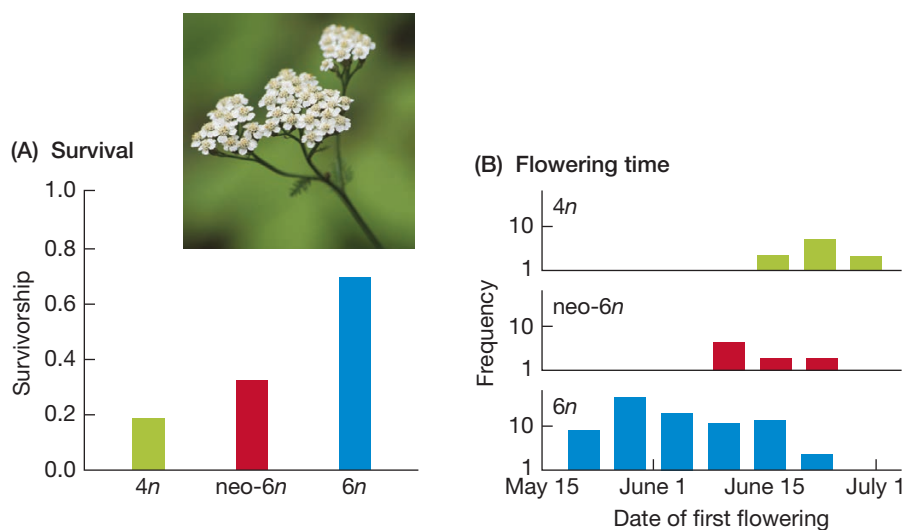 (A) Survival
1.0
0.8
0.6
0.4
0.2
0.0
Survivorship
4n
neo-6n
6n
(B) Flowering time
4n
10
1
neo-6n
10
1
6n
10
1
Frequency
May 15
June 1
June 15
July 1
Date of first flowering